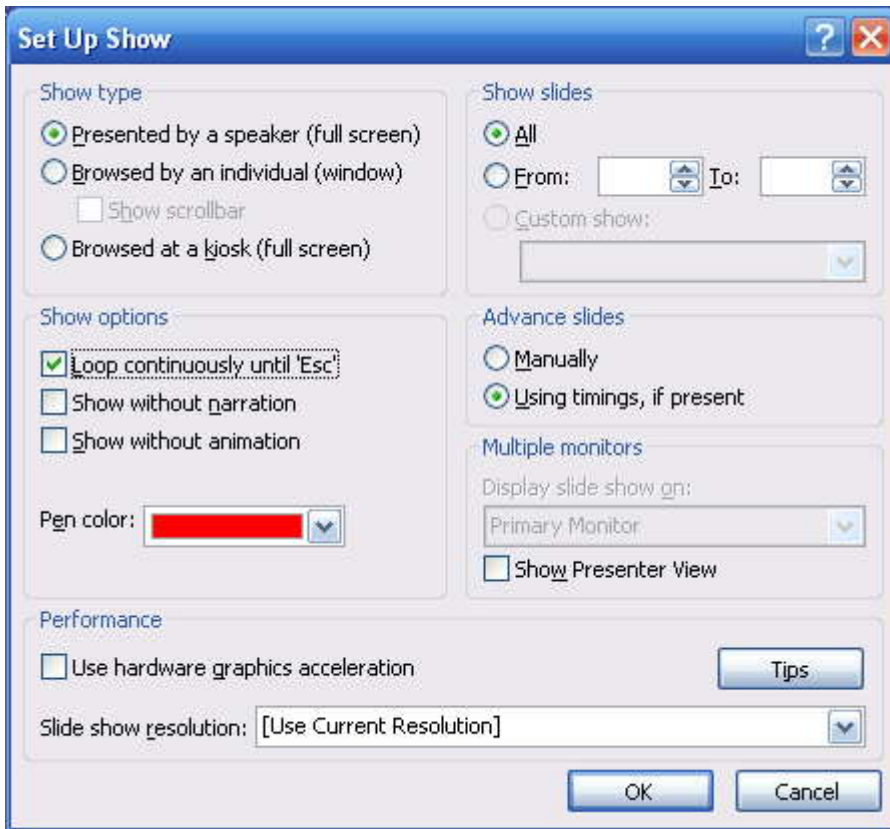 Set Up Show
Show type
Presented by a speaker (full screen)
Browsed by an individual (window)
Show scrollbar
Browsed at a kiosk (full screen)
Show slides
All
From: To:
Custom show:
Show options
Loop continuously until 'Esc'
Show without narration
Show without animation
Pen color:
Advance slides
Manually
Using timings, if present
Multiple monitors
Display slide show on:
Primary Monitor
Show Presenter View
Performance
Use hardware graphics acceleration
Tips
Slide show resolution: [Use Current Resolution]
OK Cancel